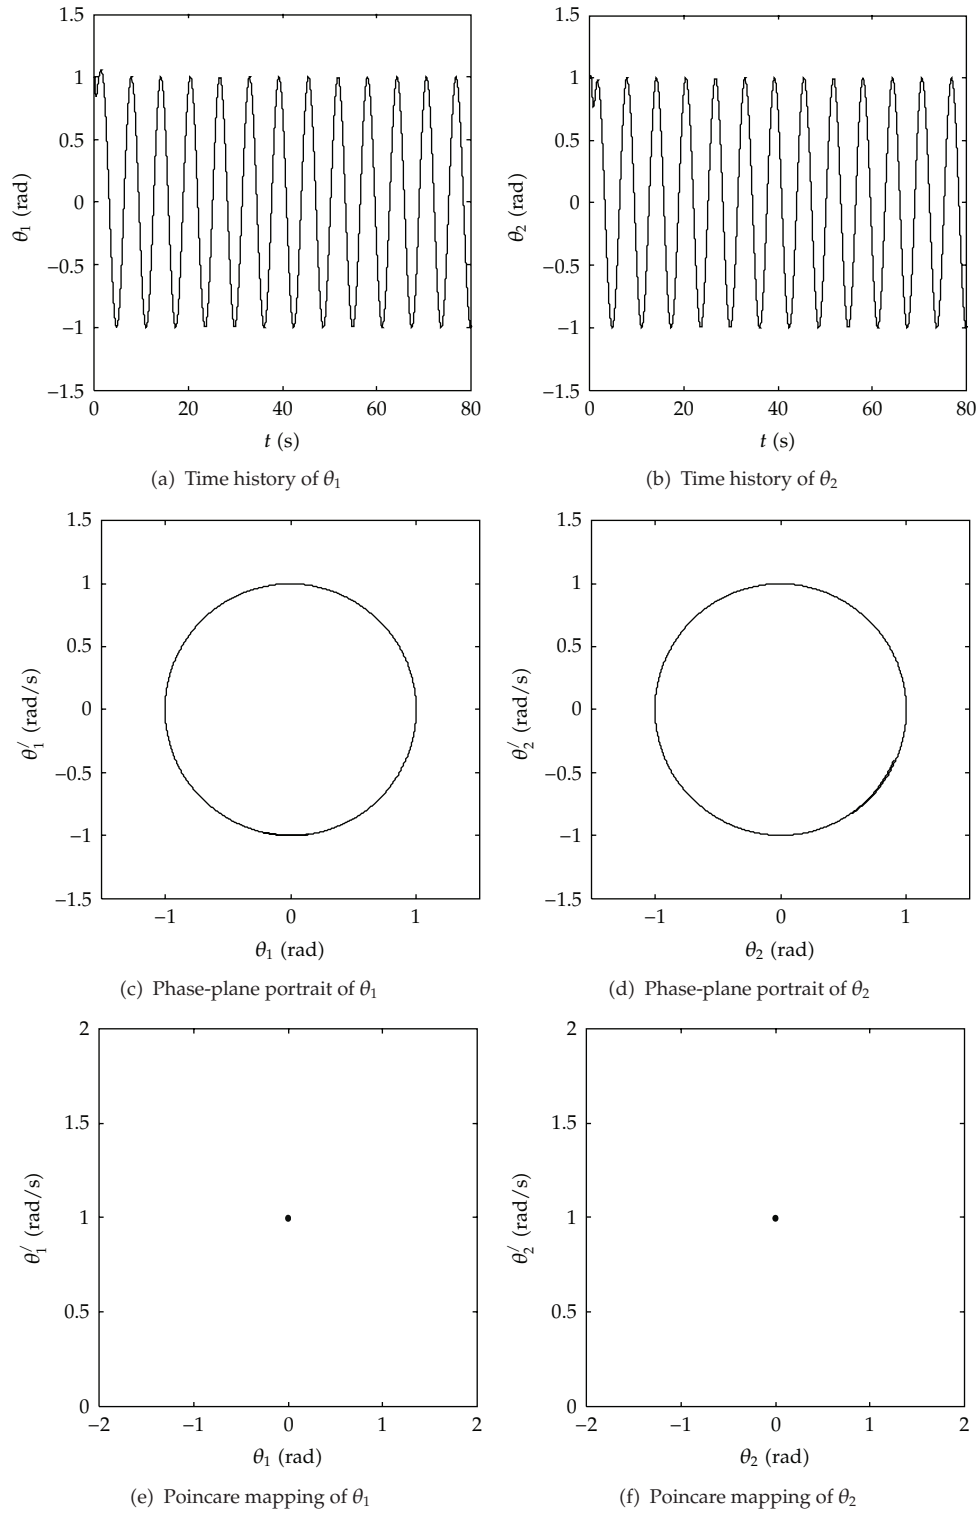 1.5
1
0.5
0
−0.5
−1
−1.5
0 20 40 60 80
θ1 (rad)
t (s)
(a) Time history of θ1
1.5
1
0.5
0
−0.5
−1
−1.5
0 20 40 60 80
θ2 (rad)
t (s)
(b) Time history of θ2
1.5
1
0.5
0
−0.5
−1
−1.5
−1 0 1
θ′1 (rad/s)
θ1 (rad)
(c) Phase-plane portrait of θ1
1.5
1
0.5
0
−0.5
−1
−1.5
−1 0 1
θ′2 (rad/s)
θ2 (rad)
(d) Phase-plane portrait of θ2
2
1.5
1
0.5
0
−2 −1 0 1 2
θ′1 (rad/s)
θ1 (rad)
(e) Poincare mapping of θ1
2
1.5
1
0.5
0
−2 −1 0 1 2
θ′2 (rad/s)
θ2 (rad)
(f) Poincare mapping of θ2